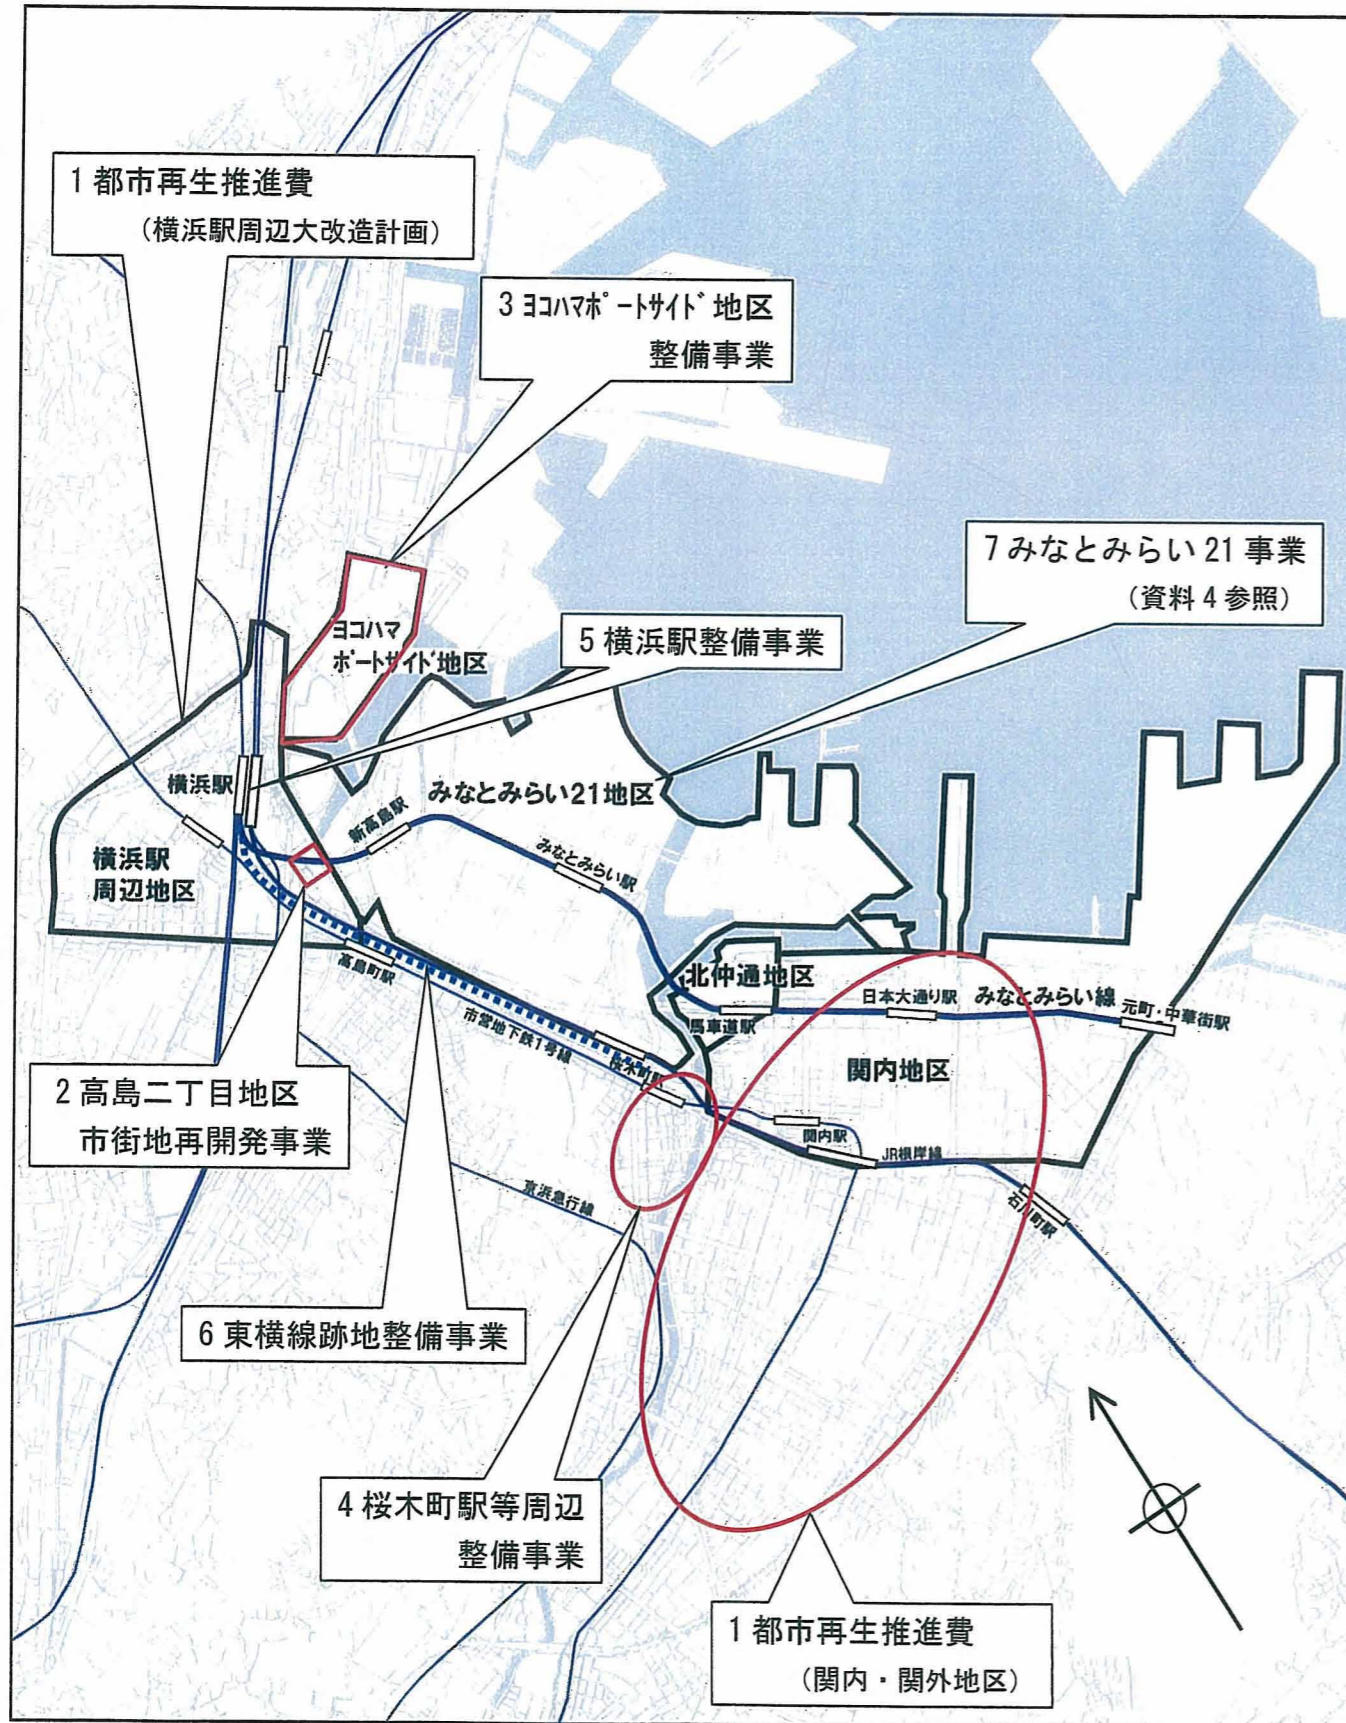 1 都市再生推進費
(横浜駅周辺大改造計画)
3 ﾖｺﾊﾏﾎﾟｰﾄｻｲﾄﾞ地区
整備事業
7 みなとみらい 21 事業
(資料 4 参照)
ヨコハマ
ポートサイド地区
5 横浜駅整備事業
横浜駅
みなとみらい21地区
新高島駅
みなとみらい駅
横浜駅
周辺地区
高島町駅
北仲通地区
日本大通り駅
みなとみらい線
元町・中華街駅
馬車道駅
市営地下鉄1号線
桜木町駅
関内地区
2 高島二丁目地区
市街地再開発事業
関内駅
JR根岸線
京浜急行線
石川町駅
6 東横線跡地整備事業
4 桜木町駅等周辺
整備事業
1 都市再生推進費
(関内・関外地区)